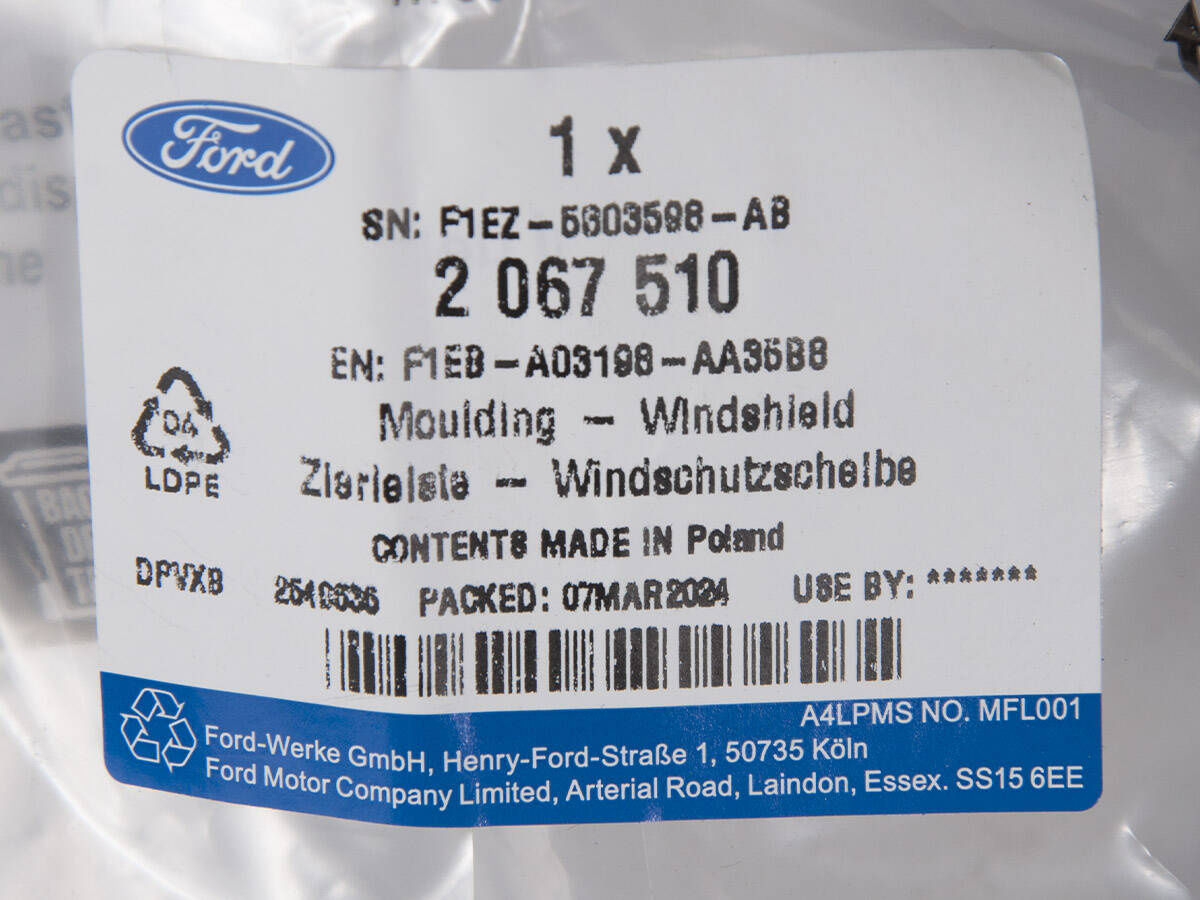 Ford
1 x
SN: F1EZ-5603598-AB
2 067 510
EN: F1EB-A03198-AA35B8
Moulding - Windshield
Zierleiste - Windschutzscheibe
04
LDPE
CONTENTS MADE IN Poland
DPVXB PACKED: 07MAR2024 USE BY: *******
A4LPMS NO. MFL001
Ford-Werke GmbH, Henry-Ford-Straße 1, 50735 Köln
Ford Motor Company Limited, Arterial Road, Laindon, Essex. SS15 6EE